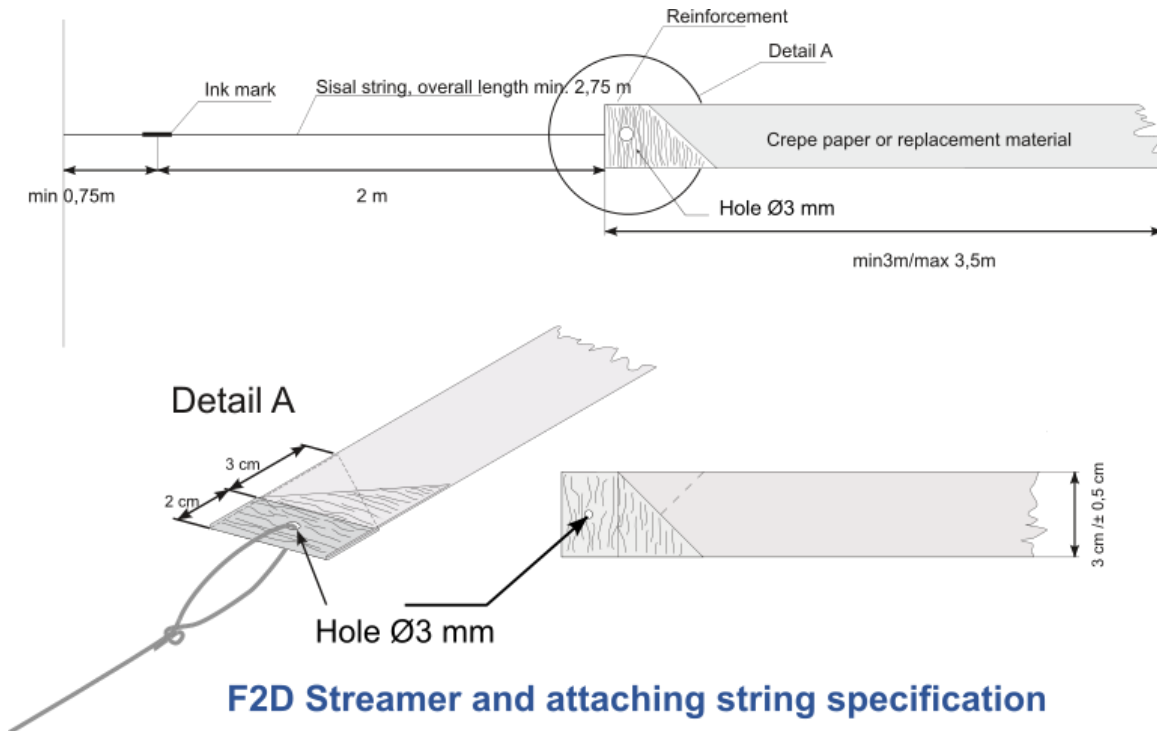 Reinforcement
Detail A
Ink mark
Sisal string, overall length min. 2,75 m
Crepe paper or replacement material
min 0,75m
2 m
Hole Ø3 mm
min3m/max 3,5m
Detail A
3 cm
2 cm
3 cm /± 0,5 cm
Hole Ø3 mm
F2D Streamer and attaching string specification